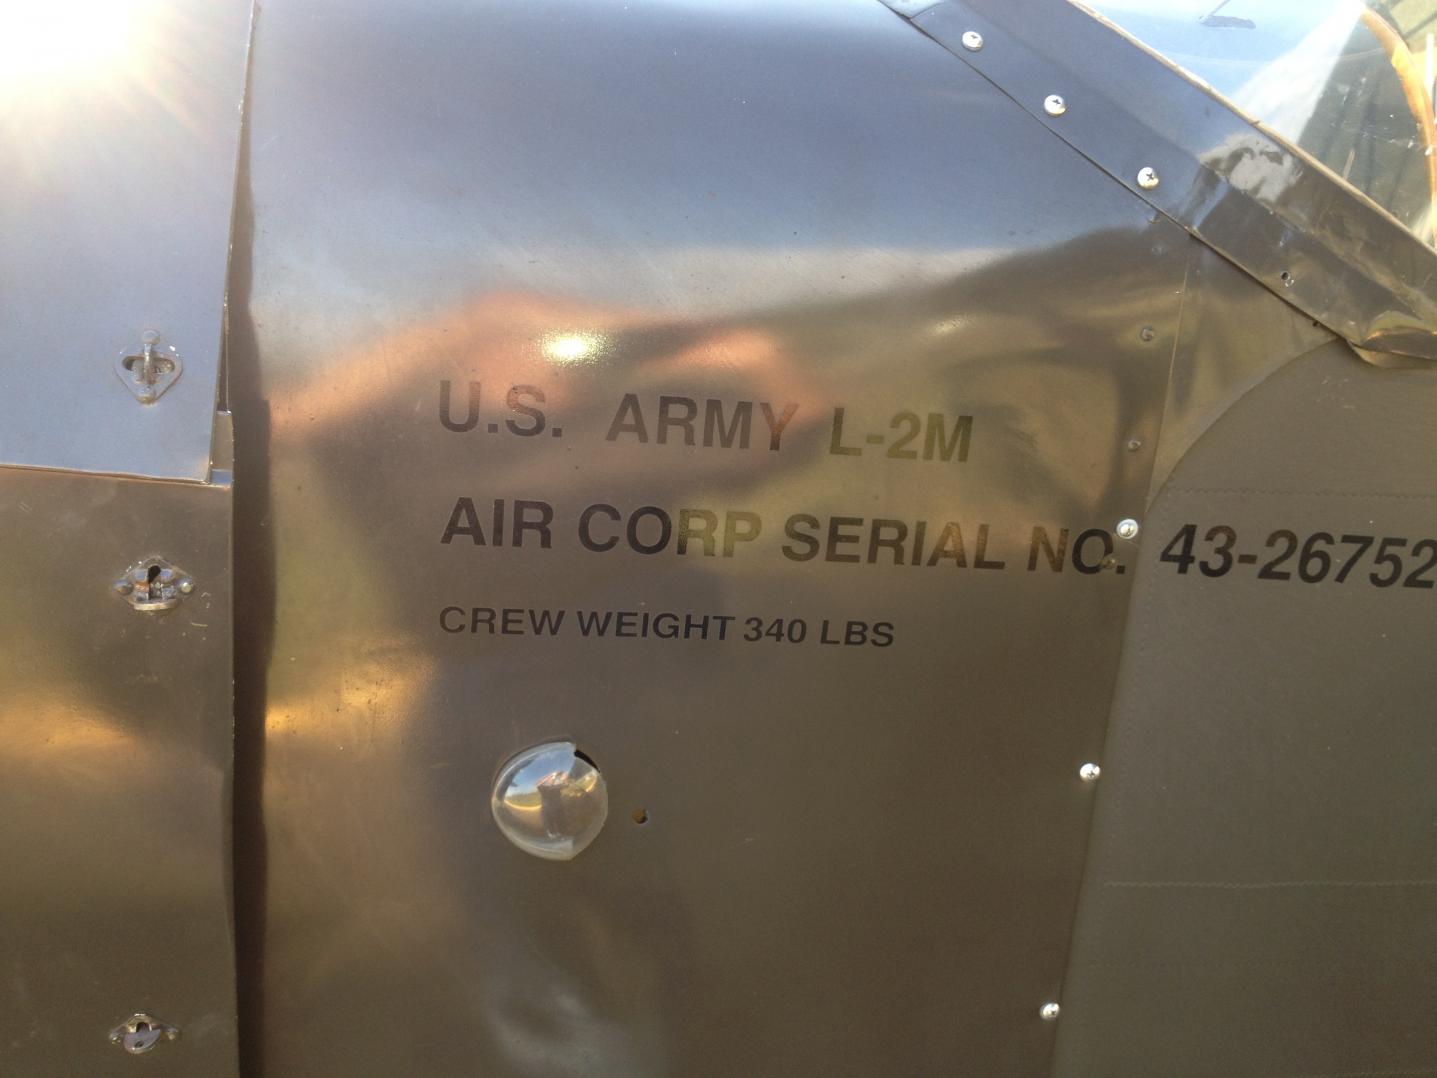 U.S. ARMY L-2M
AIR CORP SERIAL NO. 43-26752
CREW WEIGHT 340 LBS